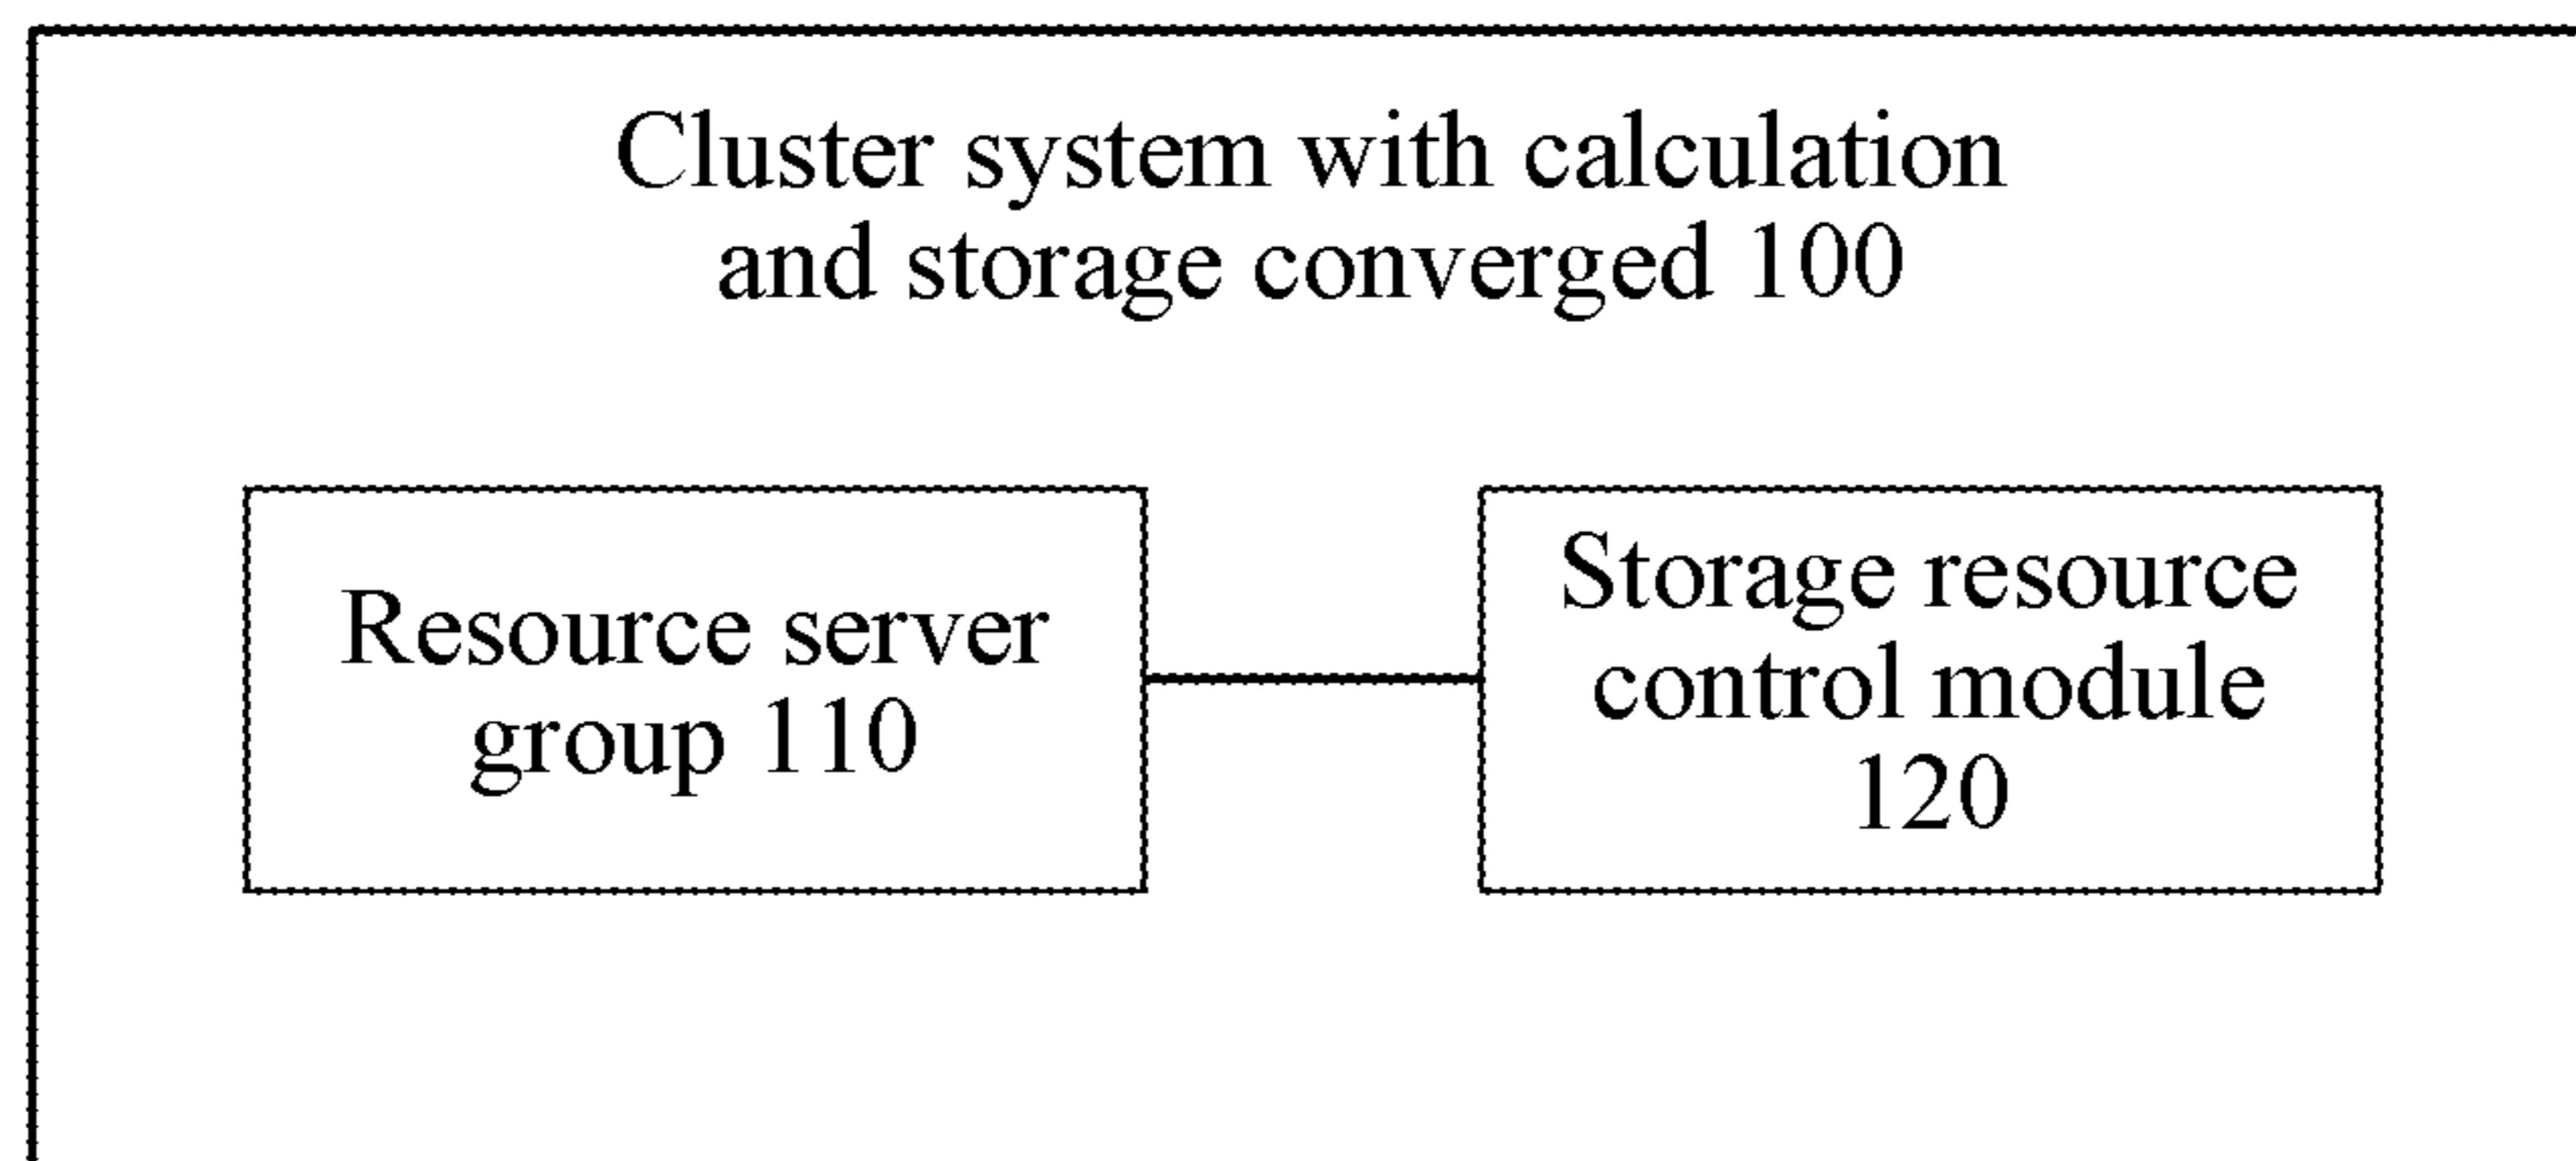 Cluster system with calculation
and storage converged 100
Resource server
group 110
Storage resource
control module
120